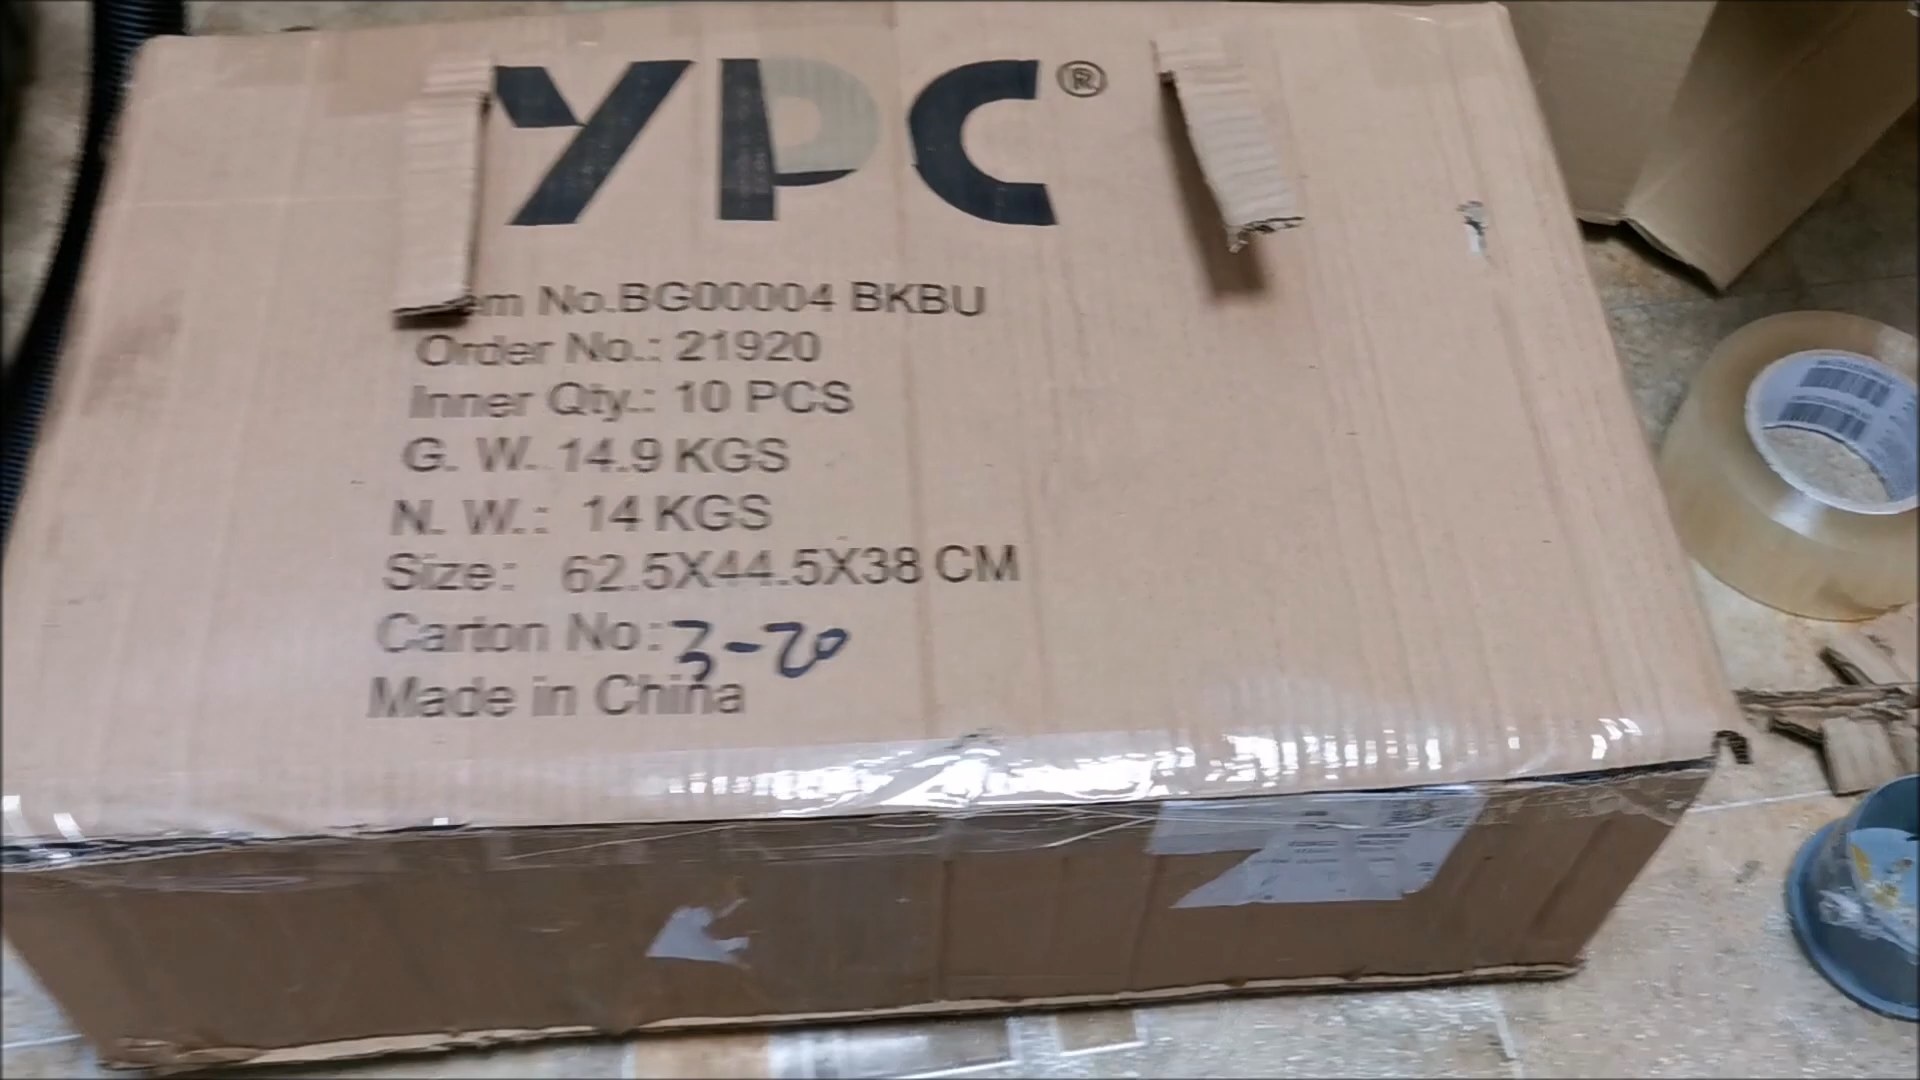 YPC®
em No.BG00004 BKBU
Order No.: 21920
Inner Qty.: 10 PCS
G. W. 14.9 KGS
N. W.: 14 KGS
Size: 62.5X44.5X38 CM
Carton No: 3-20
Made in China